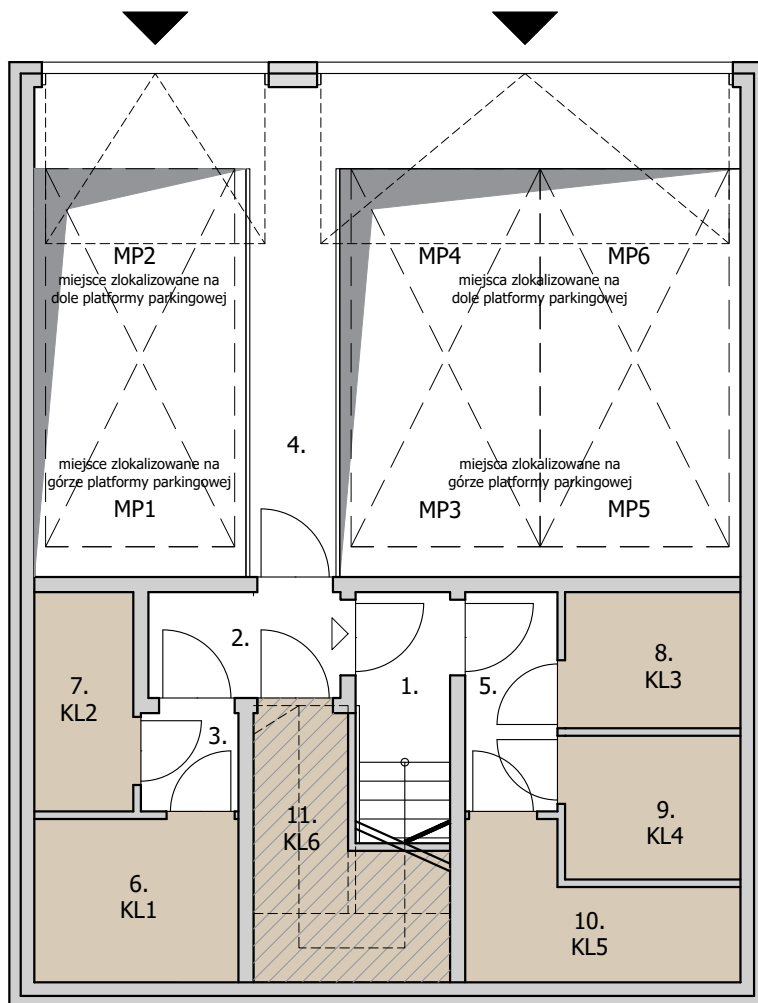 MP2
miejsce zlokalizowane na
dole platformy parkingowej
MP4
MP6
miejsca zlokalizowane na
dole platformy parkingowej
4.
miejsce zlokalizowane na
górze platformy parkingowej
MP1
miejsca zlokalizowane na
górze platformy parkingowej
MP3
MP5
2.
7.
KL2
3.
1.
5.
8.
KL3
11.
KL6
9.
KL4
6.
KL1
10.
KL5